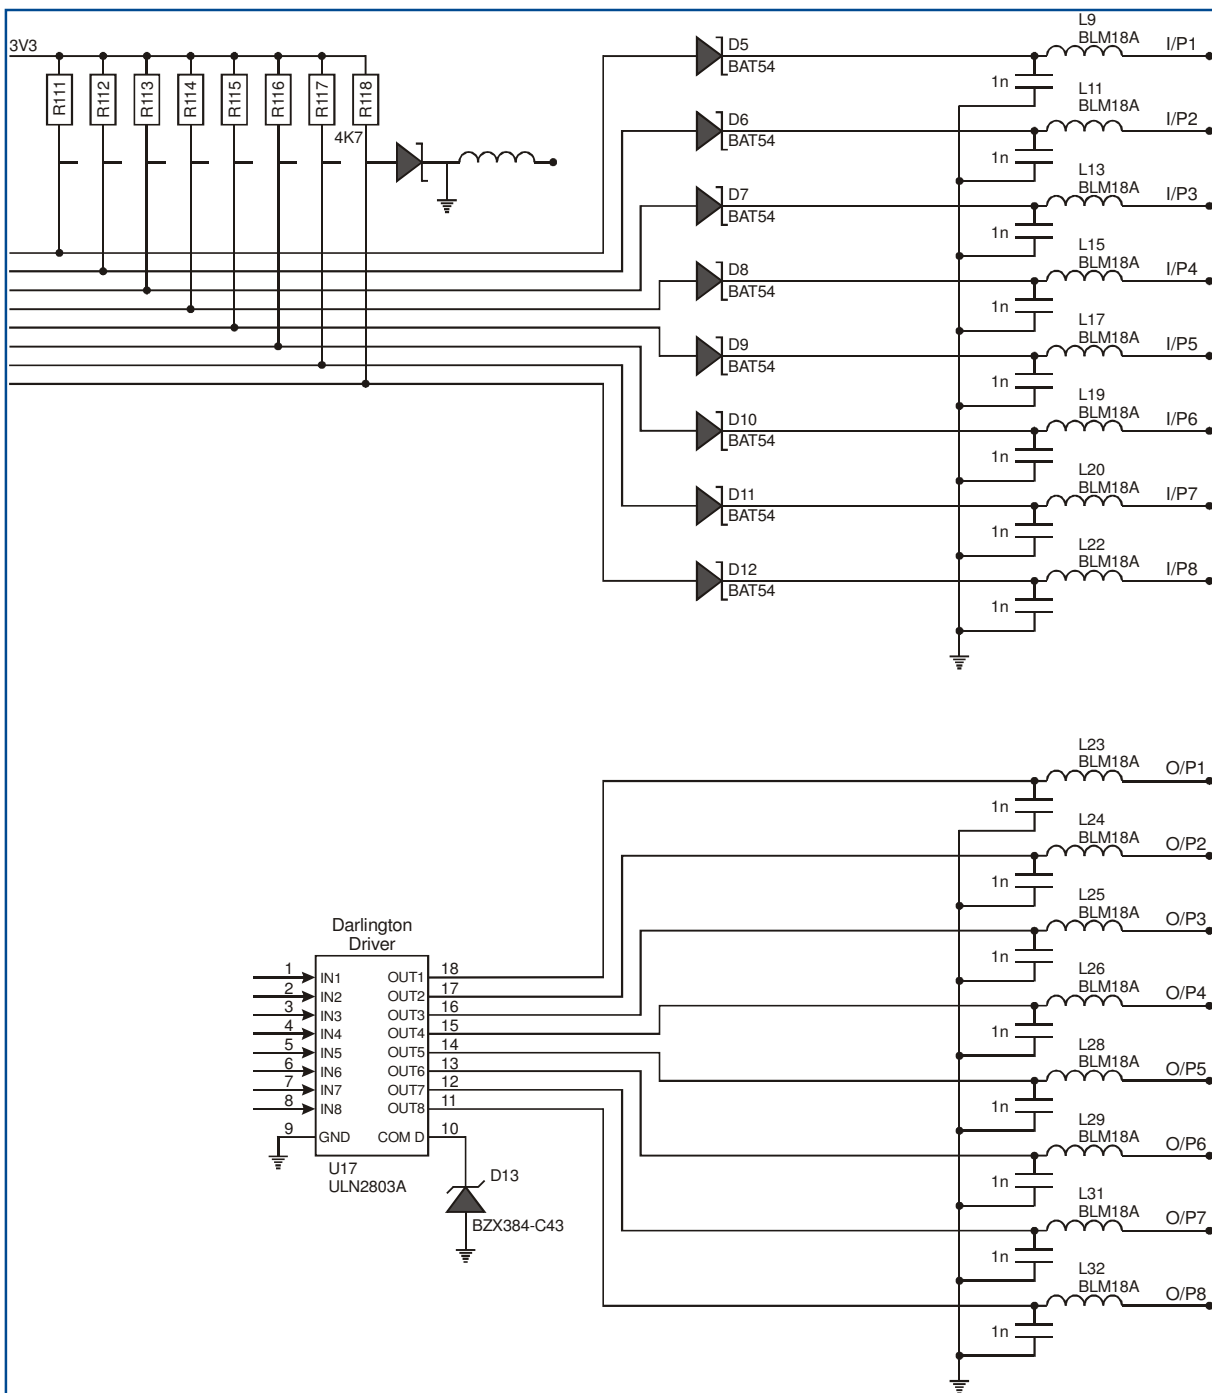 3V3
R111
R112
R113
R114
R115
R116
R117
R118
4K7
D5
BAT54
1n
L9
BLM18A
I/P1
D6
BAT54
1n
L11
BLM18A
I/P2
D7
BAT54
1n
L13
BLM18A
I/P3
D8
BAT54
1n
L15
BLM18A
I/P4
D9
BAT54
1n
L17
BLM18A
I/P5
D10
BAT54
1n
L19
BLM18A
I/P6
D11
BAT54
1n
L20
BLM18A
I/P7
D12
BAT54
1n
L22
BLM18A
I/P8
L23
BLM18A
O/P1
1n
L24
BLM18A
O/P2
1n
L25
BLM18A
O/P3
1n
L26
BLM18A
O/P4
1n
L28
BLM18A
O/P5
1n
L29
BLM18A
O/P6
1n
L31
BLM18A
O/P7
1n
L32
BLM18A
O/P8
1n
Darlington
Driver
1 IN1 OUT1 18
2 IN2 OUT2 17
3 IN3 OUT3 16
4 IN4 OUT4 15
5 IN5 OUT5 14
6 IN6 OUT6 13
7 IN7 OUT7 12
8 IN8 OUT8 11
9 GND COM D 10
U17
ULN2803A
D13
BZX384-C43